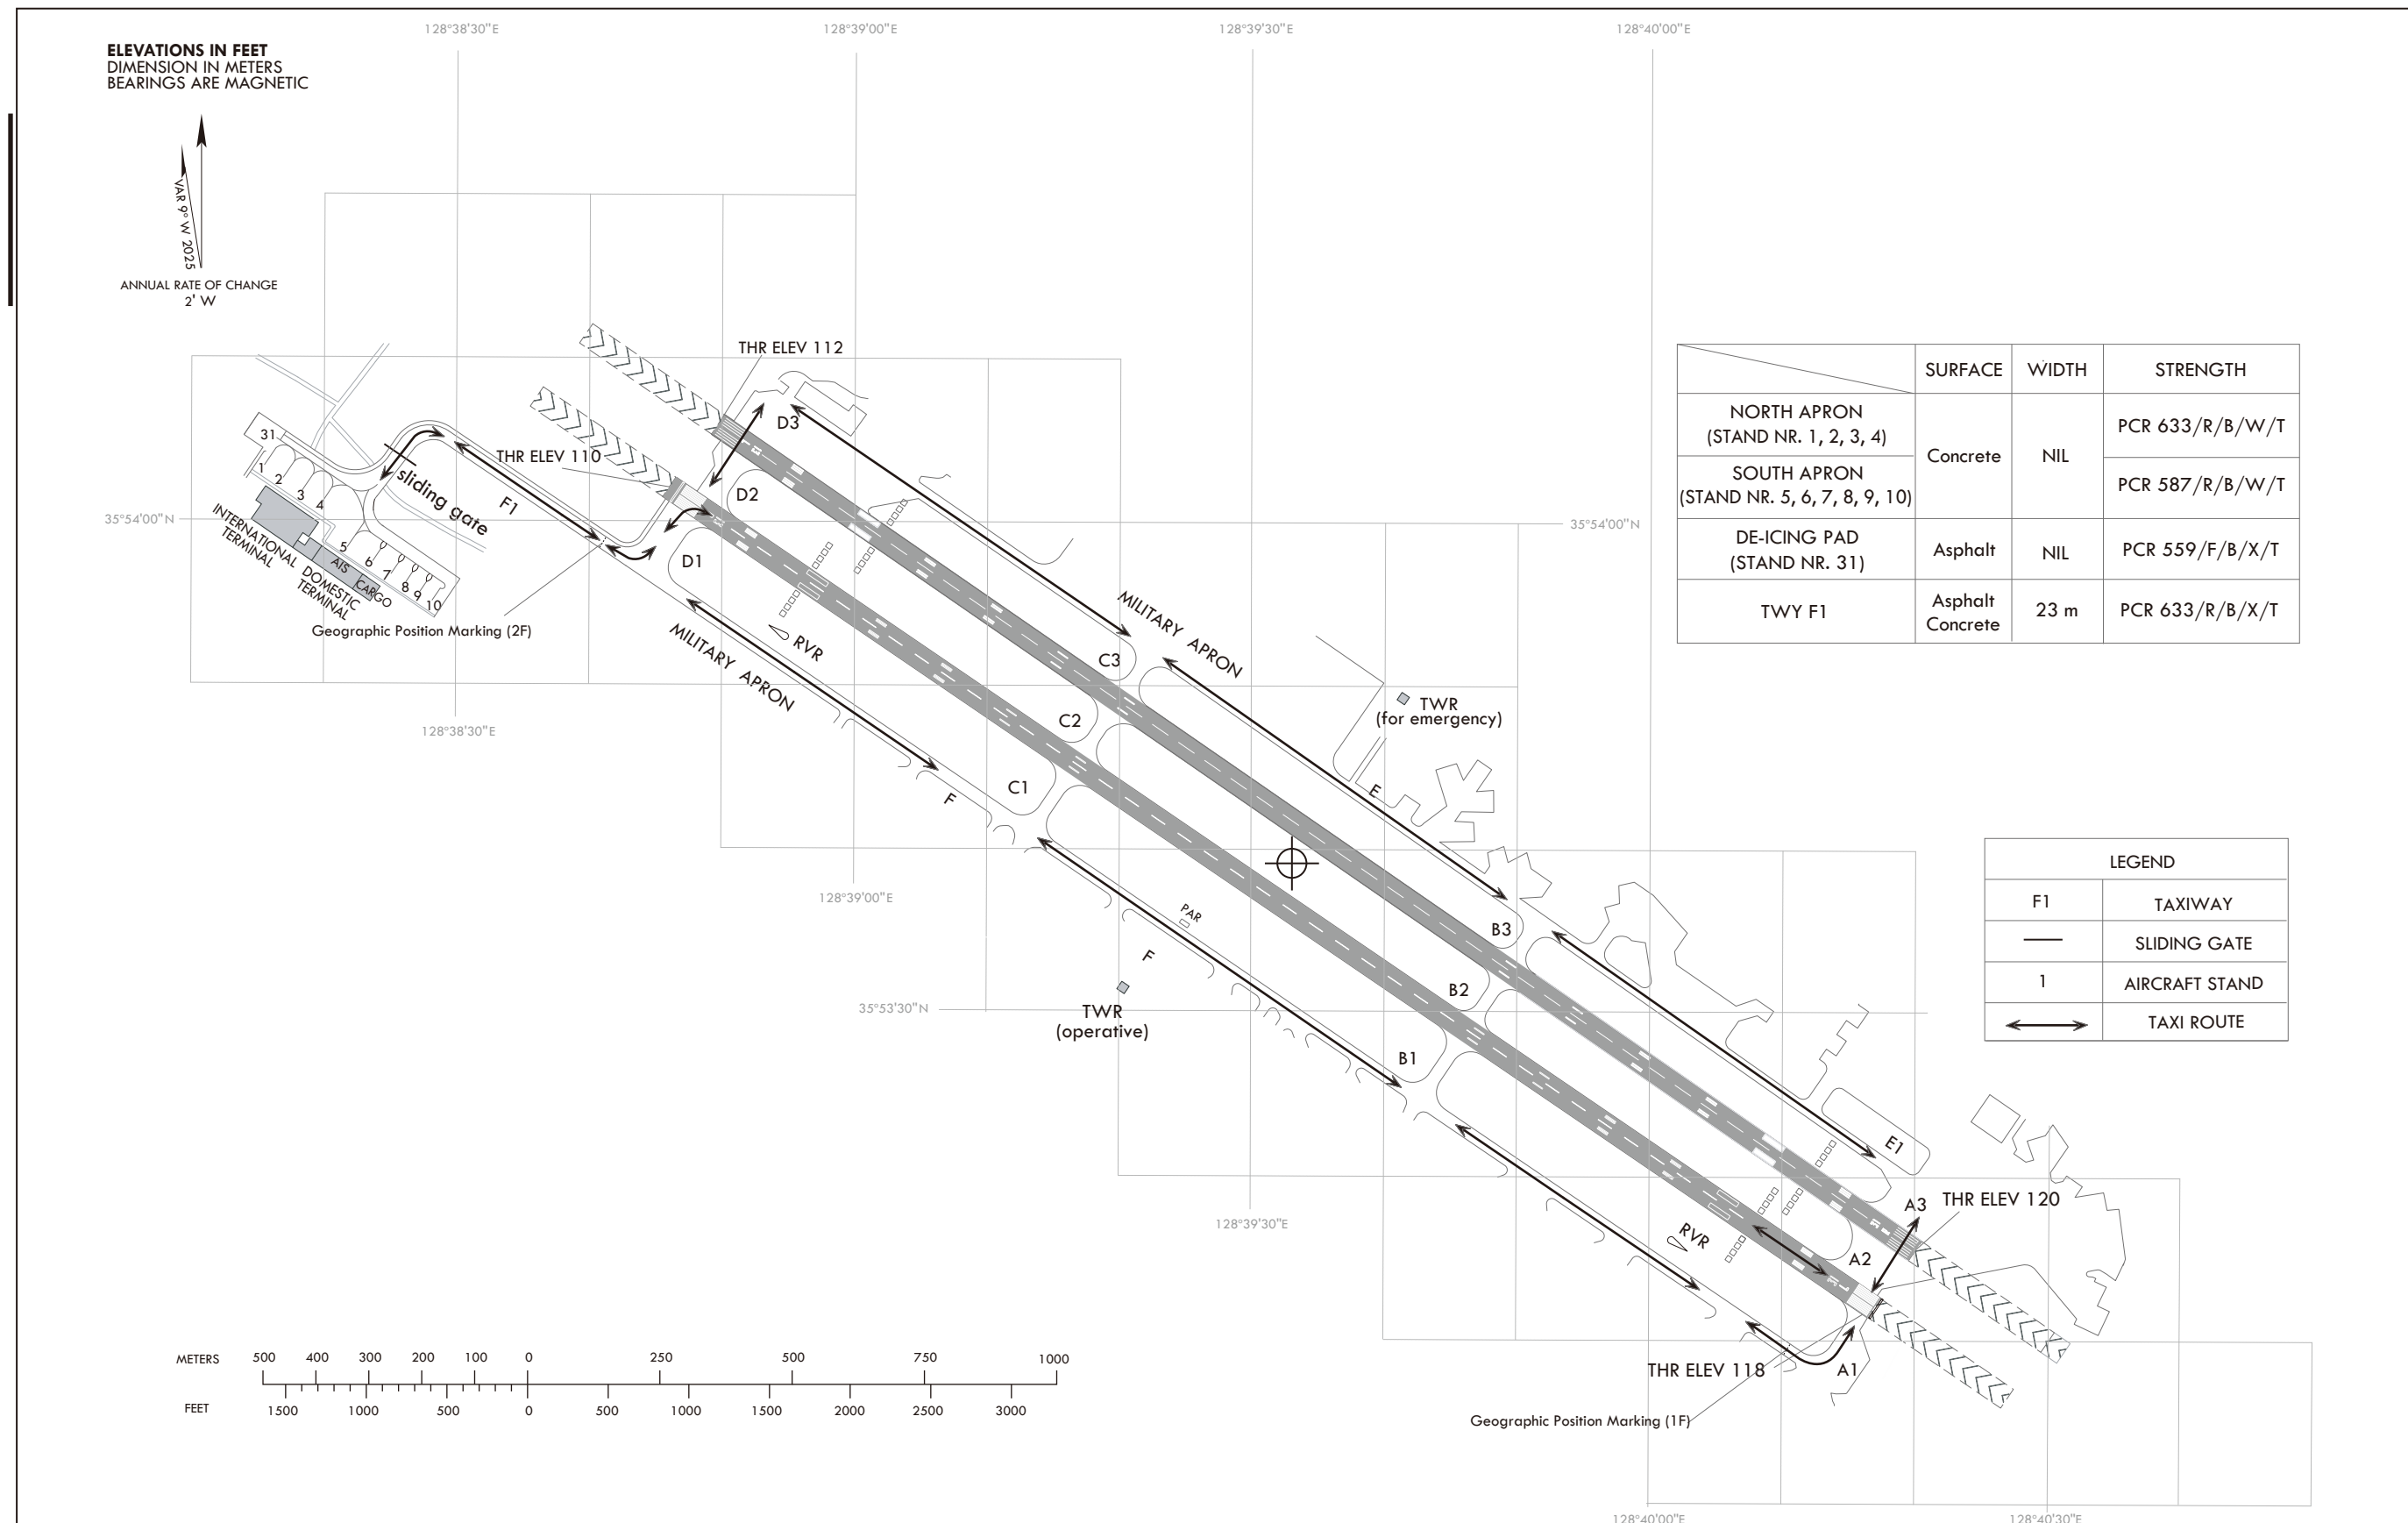 128°38'30"E
128°39'00"E
128°39'30"E
128°40'00"E
ELEVATIONS IN FEET
DIMENSION IN METERS
BEARINGS ARE MAGNETIC
VAR 9° W 2025
ANNUAL RATE OF CHANGE
2' W
THR ELEV 112
THR ELEV 110
D3
D2
D1
F1
sliding gate
31
1
2
3
4
5
6
7
8
9
10
INTERNATIONAL
TERMINAL
DOMESTIC
TERMINAL
AIS
CARGO
35°54'00"N
35°54'00"N
Geographic Position Marking (2F)
RVR
MILITARY APRON
MILITARY APRON
C3
C2
C1
F
E
TWR
(for emergency)
128°38'30"E
128°39'00"E
PAR
F
TWR
(operative)
35°53'30"N
B3
B2
B1
E1
A3
THR ELEV 120
A2
RVR
128°39'30"E
THR ELEV 118
A1
Geographic Position Marking (1F)
128°40'00"E
128°40'30"E
SURFACE
WIDTH
STRENGTH
NORTH APRON
(STAND NR. 1, 2, 3, 4)
Concrete
NIL
PCR 633/R/B/W/T
SOUTH APRON
(STAND NR. 5, 6, 7, 8, 9, 10)
PCR 587/R/B/W/T
DE-ICING PAD
(STAND NR. 31)
Asphalt
NIL
PCR 559/F/B/X/T
TWY F1
Asphalt
Concrete
23 m
PCR 633/R/B/X/T
LEGEND
F1
TAXIWAY
SLIDING GATE
1
AIRCRAFT STAND
TAXI ROUTE
METERS
500 400 300 200 100 0 250 500 750 1000
FEET
1500 1000 500 0 500 1000 1500 2000 2500 3000